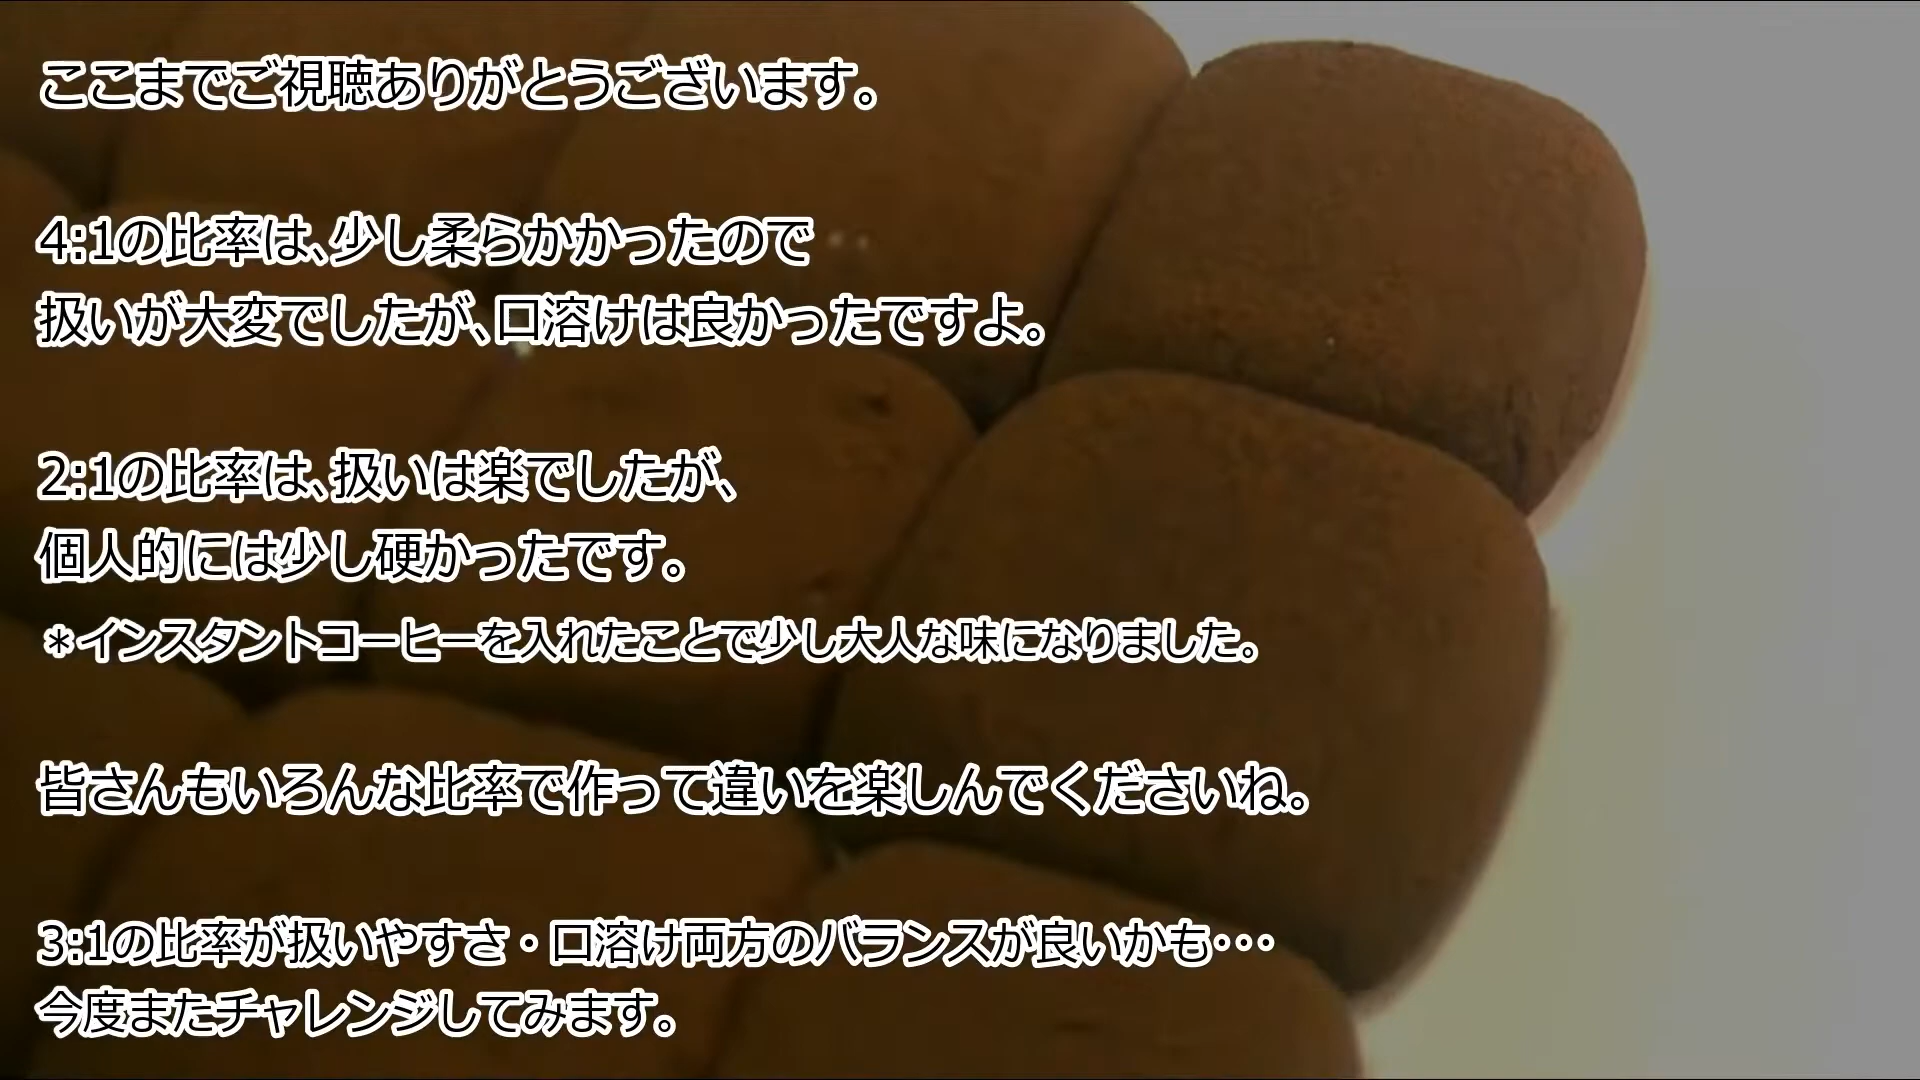 ここまでご視聴ありがとうございます。
4:1の比率は、少し柔らかかったので
扱いが大変でしたが、口溶けは良かったですよ。
2:1の比率は、扱いは楽でしたが、
個人的には少し硬かったです。
＊インスタントコーヒーを入れたことで少し大人な味になりました。
皆さんもいろんな比率で作って違いを楽しんでくださいね。
3:1の比率が扱いやすさ・口溶け両方のバランスが良いかも・・・
今度またチャレンジしてみます。